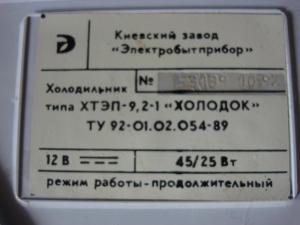 Киевский завод
"Электробытприбор"
Холодильник №
типа ХТЭП-9,2-1 "ХОЛОДОК"
ТУ 92-01.02.054-89
12 В 45/25 Вт
режим работы-продолжительный